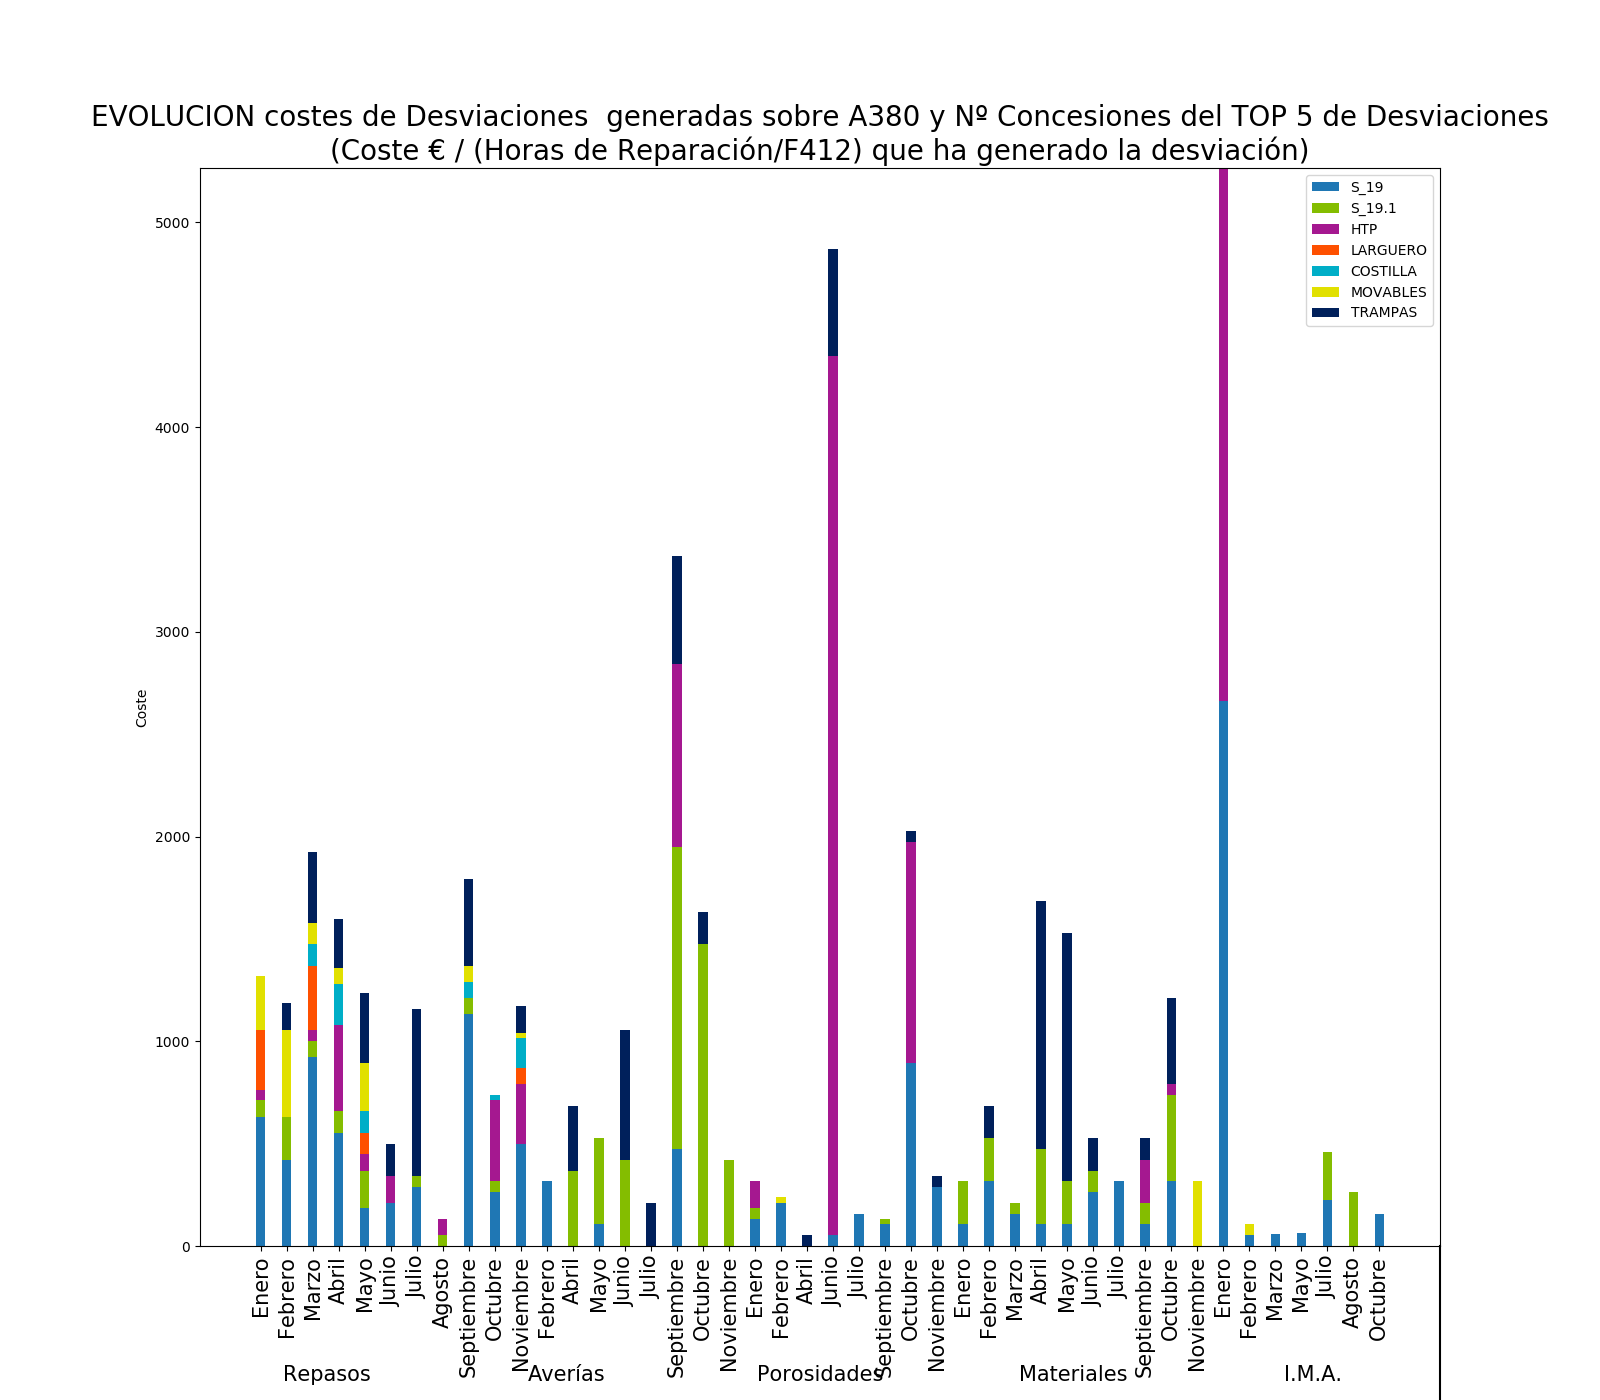 EVOLUCION costes de Desviaciones  generadas sobre A380 y Nº Concesiones del TOP 5 de Desviaciones
(Coste € / (Horas de Reparación/F412) que ha generado la desviación)
S_19
S_19.1
HTP
LARGUERO
COSTILLA
MOVABLES
TRAMPAS
5000
4000
3000
2000
1000
0
Coste
Enero
Febrero
Marzo
Abril
Mayo
Junio
Julio
Agosto
Septiembre
Octubre
Noviembre
Febrero
Abril
Mayo
Junio
Julio
Septiembre
Octubre
Noviembre
Enero
Febrero
Abril
Junio
Julio
Septiembre
Octubre
Noviembre
Enero
Febrero
Marzo
Abril
Mayo
Junio
Julio
Septiembre
Octubre
Noviembre
Enero
Febrero
Marzo
Mayo
Julio
Agosto
Octubre
Repasos
Averías
Porosidades
Materiales
I.M.A.